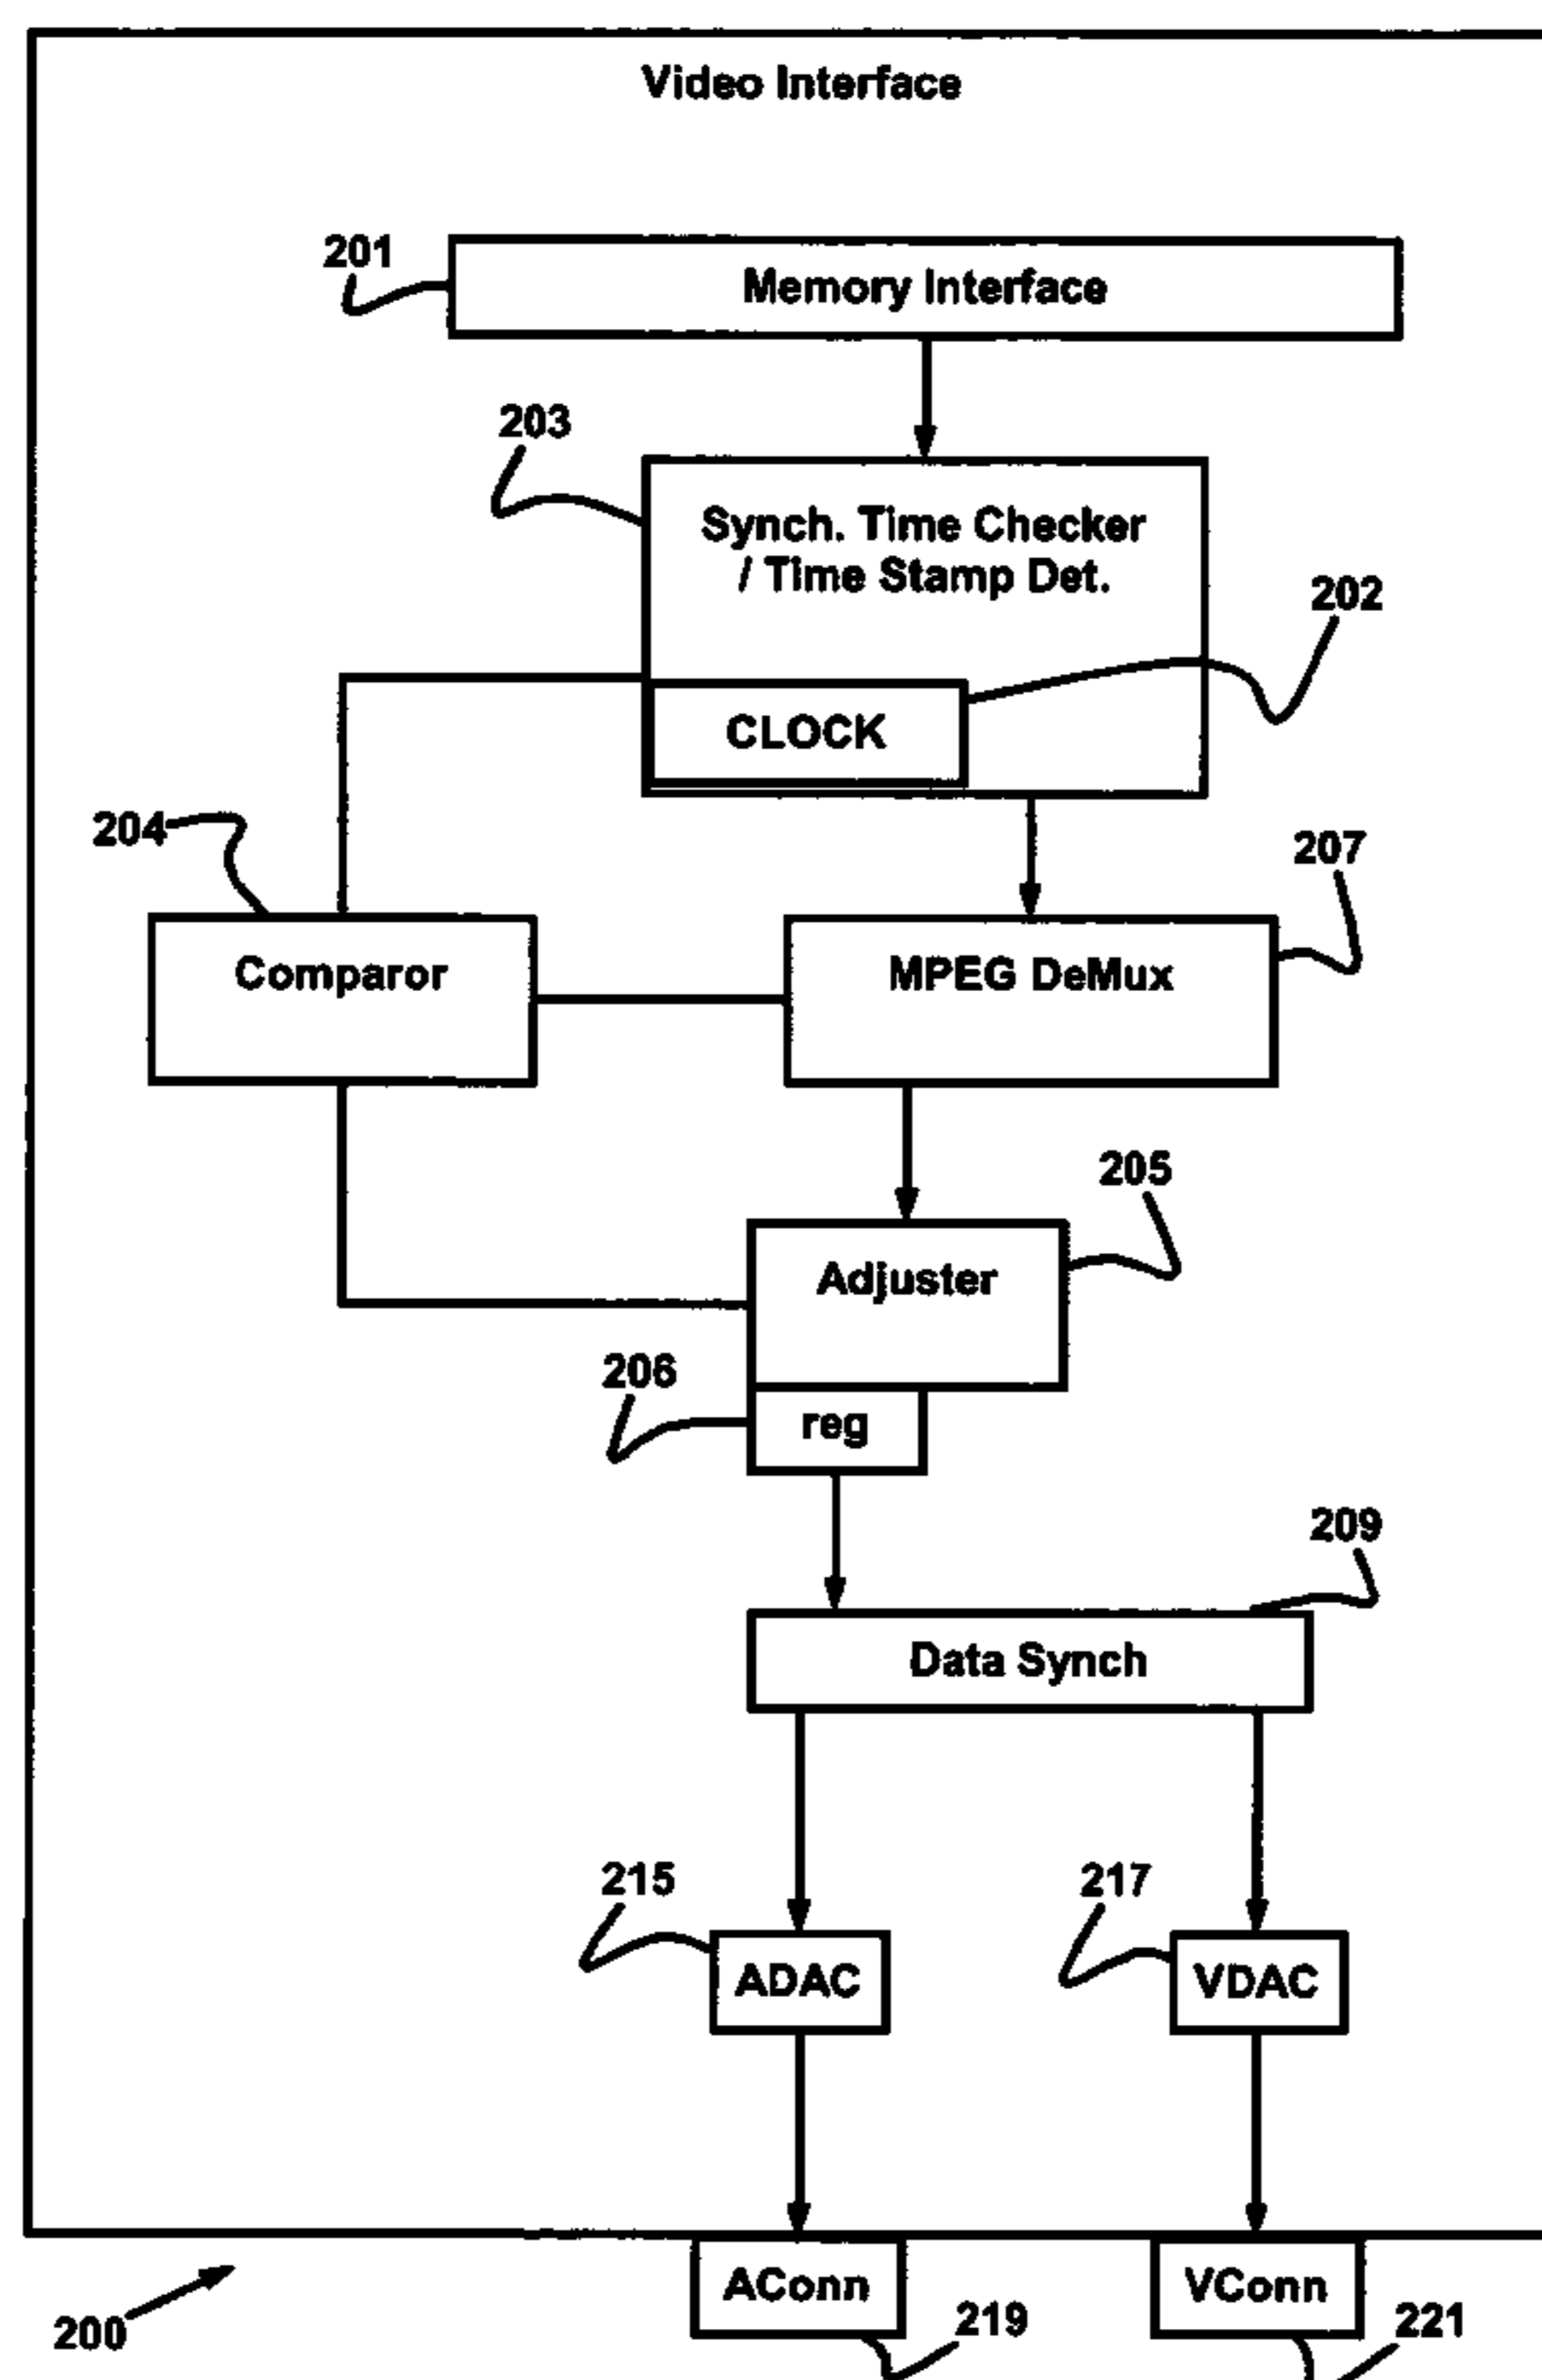 Video Interface
201
Memory Interface
203
Synch. Time Checker
/ Time Stamp Det.
202
CLOCK
204
207
Comparor
MPEG DeMux
205
Adjuster
206
reg
209
Data Synch
215
217
ADAC
VDAC
AConn
VConn
200
219
221